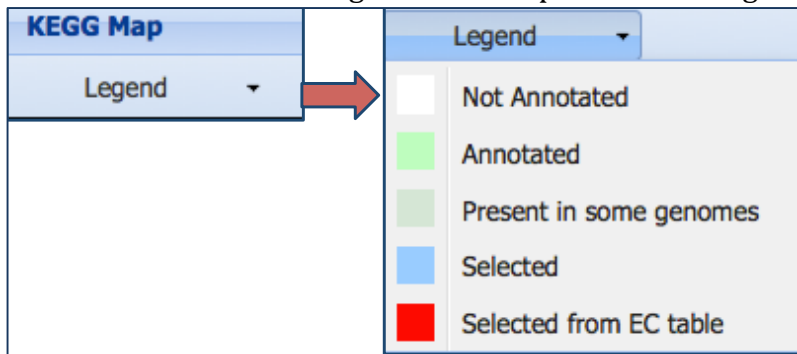 KEGG Map
Legend
Legend
Not Annotated
Annotated
Present in some genomes
Selected
Selected from EC table